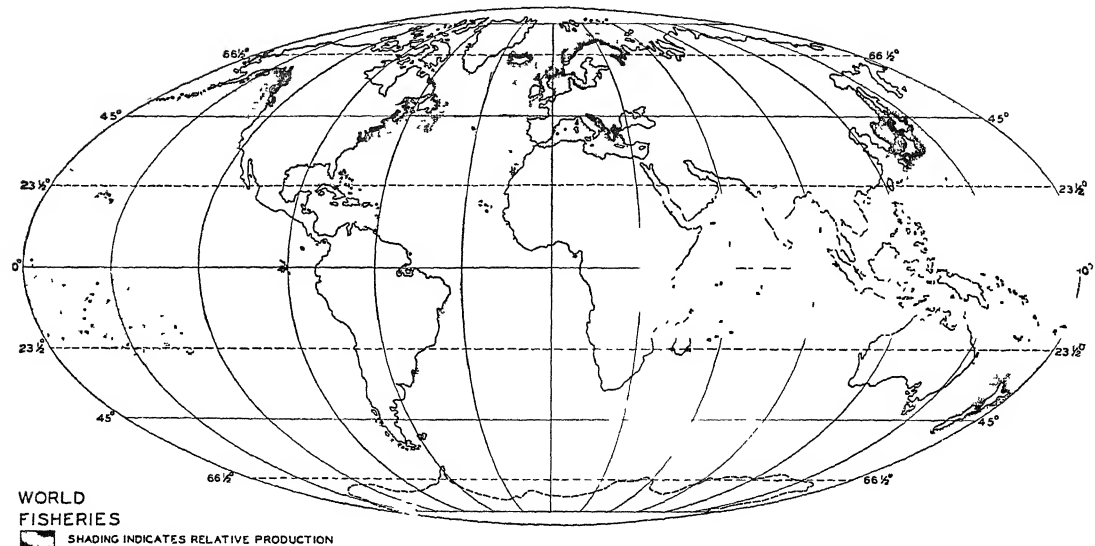 66½° 66½°
45° 45°
23½° 23½°
0° 0°
23½° 23½°
45° 45°
66½° 66½°
WORLD
FISHERIES
SHADING INDICATES RELATIVE PRODUCTION